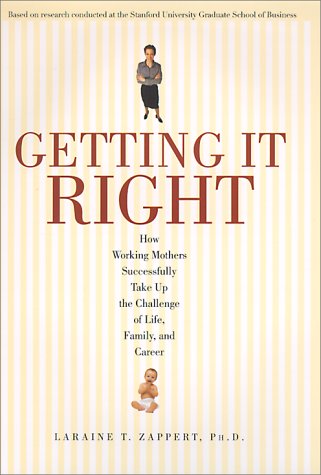 Based on research conducted at the Stanford University Graduate School of Business
GETTING IT
RIGHT
How
Working Mothers
Successfully
Take Up
the Challenge
of Life,
Family, and
Career
LARAINE T. ZAPPERT, PH.D.